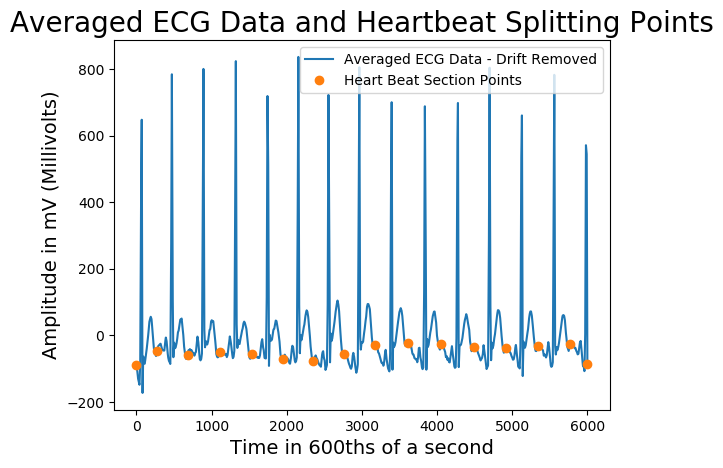 Averaged ECG Data and Heartbeat Splitting Points
Averaged ECG Data - Drift Removed
Heart Beat Section Points
Amplitude in mV (Millivolts)
800
600
400
200
0
−200
0 1000 2000 3000 4000 5000 6000
Time in 600ths of a second